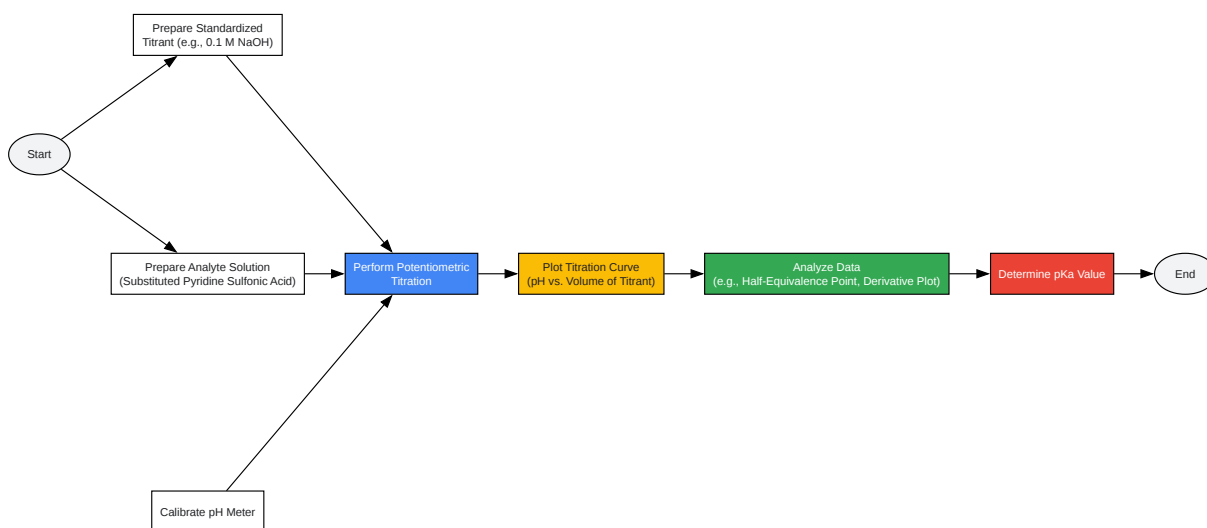 Prepare Standardized
Titrant (e.g., 0.1 M NaOH)
Start
Prepare Analyte Solution
(Substituted Pyridine Sulfonic Acid)
Perform Potentiometric
Titration
Plot Titration Curve
(pH vs. Volume of Titrant)
Analyze Data
(e.g., Half-Equivalence Point, Derivative Plot)
Determine pKa Value
End
Calibrate pH Meter